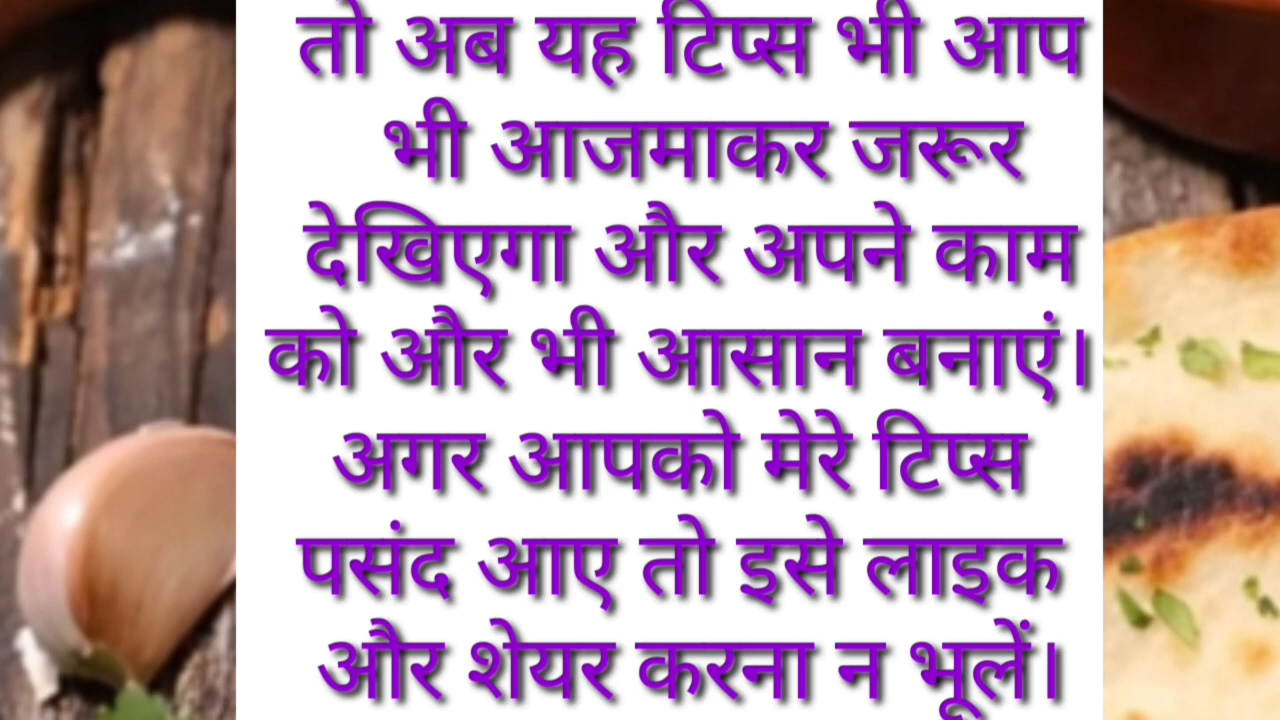 तो अब यह टिप्स भी आप
भी आजमाकर जरूर
देखिएगा और अपने काम
को और भी आसान बनाएं।
अगर आपको मेरे टिप्स
पसंद आए तो इसे लाइक
और शेयर करना न भूलें।